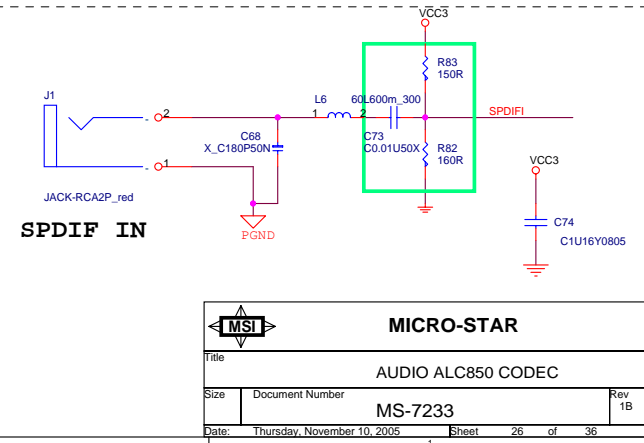 VCC3
R83
150R
J1
L6 60L600m_300
2
1
2
SPDIFI
C68
X_C180P50N
C73
C0.01U50X
R82
160R
1
VCC3
JACK-RCA2P_red
SPDIF IN
PGND
C74
C1U16Y0805
MSI
MICRO-STAR
Title
AUDIO ALC850 CODEC
Size Document Number Rev
MS-7233 1B
Date: Thursday, November 10, 2005 Sheet 26 of 36
1